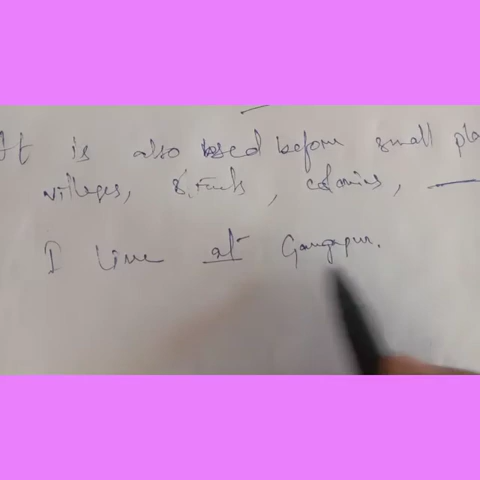 It is also used before small pla
villages, streets, colonies,
I live at Gangapur.